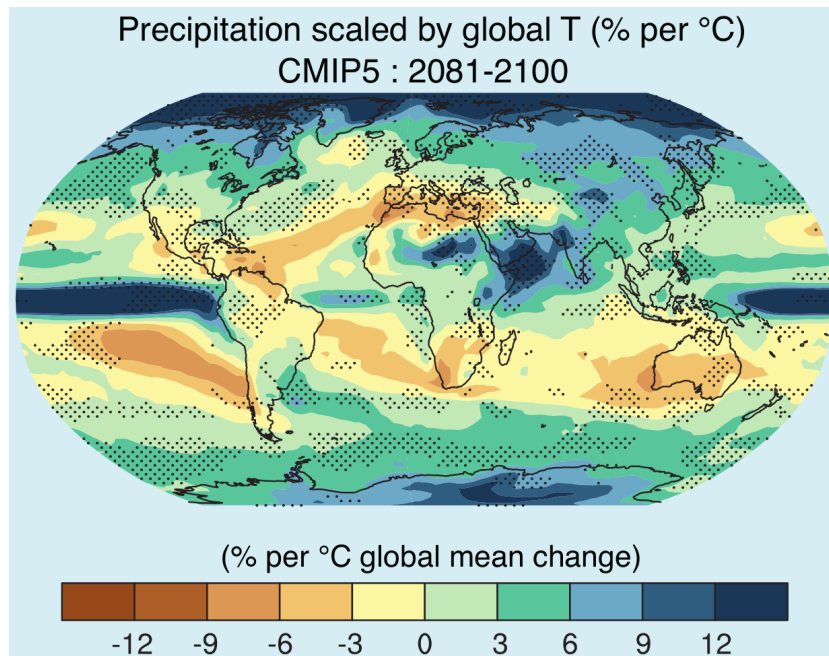 Precipitation scaled by global T (% per °C)
CMIP5 : 2081-2100
(% per °C global mean change)
-12 -9 -6 -3 0 3 6 9 12